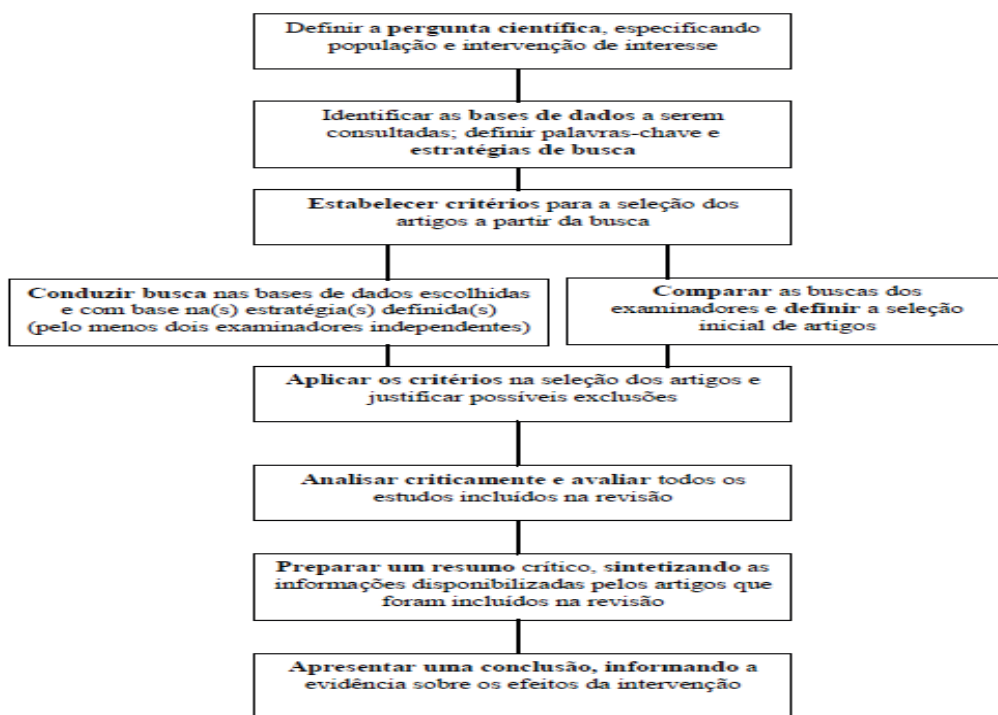 Definir a pergunta científica, especificando
população e intervenção de interesse
Identificar as bases de dados a serem
consultadas; definir palavras-chave e
estratégias de busca
Estabelecer critérios para a seleção dos
artigos a partir da busca
Conduzir busca nas bases de dados escolhidas
e com base na(s) estratégia(s) definida(s)
(pelo menos dois examinadores independentes)
Comparar as buscas dos
examinadores e definir a seleção
inicial de artigos
Aplicar os critérios na seleção dos artigos e
justificar possíveis exclusões
Analisar criticamente e avaliar todos os
estudos incluídos na revisão
Preparar um resumo crítico, sintetizando as
informações disponibilizadas pelos artigos que
foram incluídos na revisão
Apresentar uma conclusão, informando a
evidência sobre os efeitos da intervenção